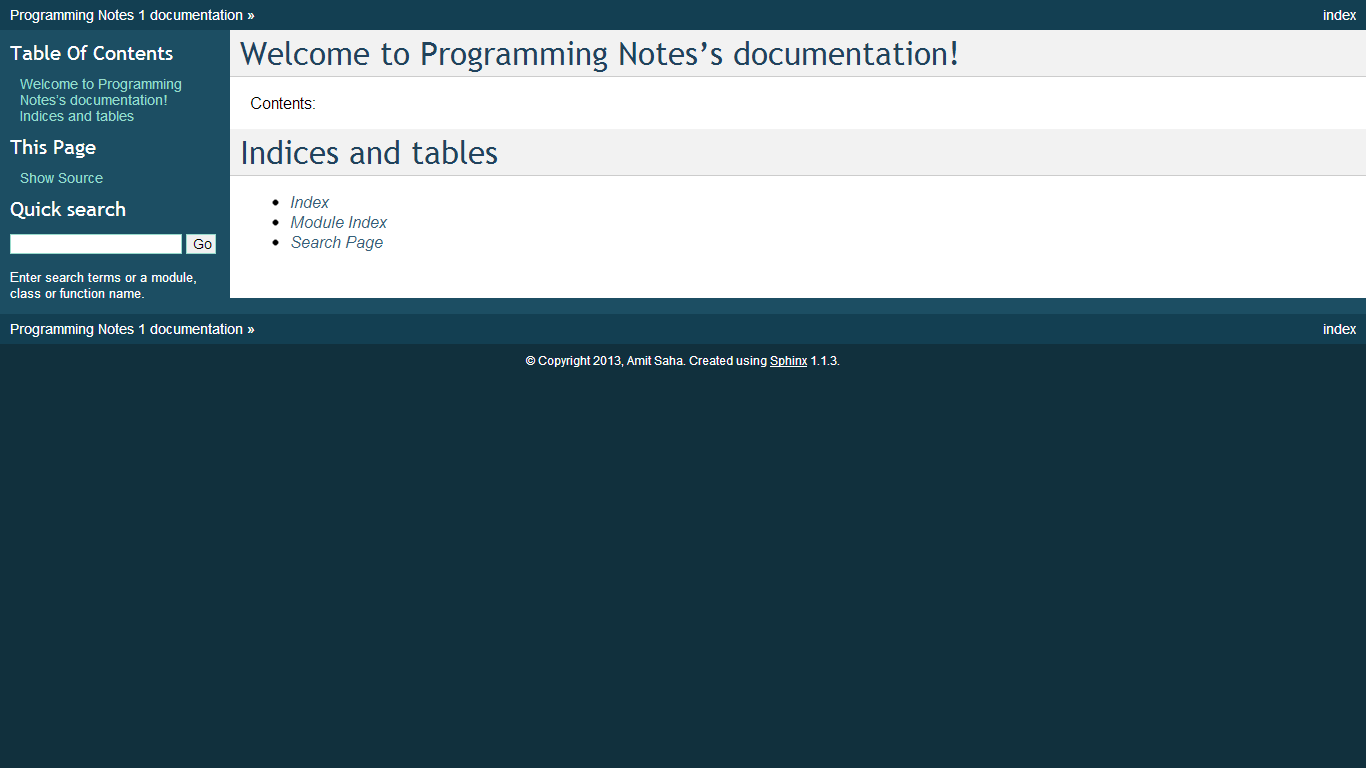 Programming Notes 1 documentation »
index
Table Of Contents
Welcome to Programming
Notes’s documentation!
Indices and tables
This Page
Show Source
Quick search
Go
Enter search terms or a module,
class or function name.
Welcome to Programming Notes’s documentation!
Contents:
Indices and tables
Index
Module Index
Search Page
Programming Notes 1 documentation »
index
© Copyright 2013, Amit Saha. Created using Sphinx 1.1.3.